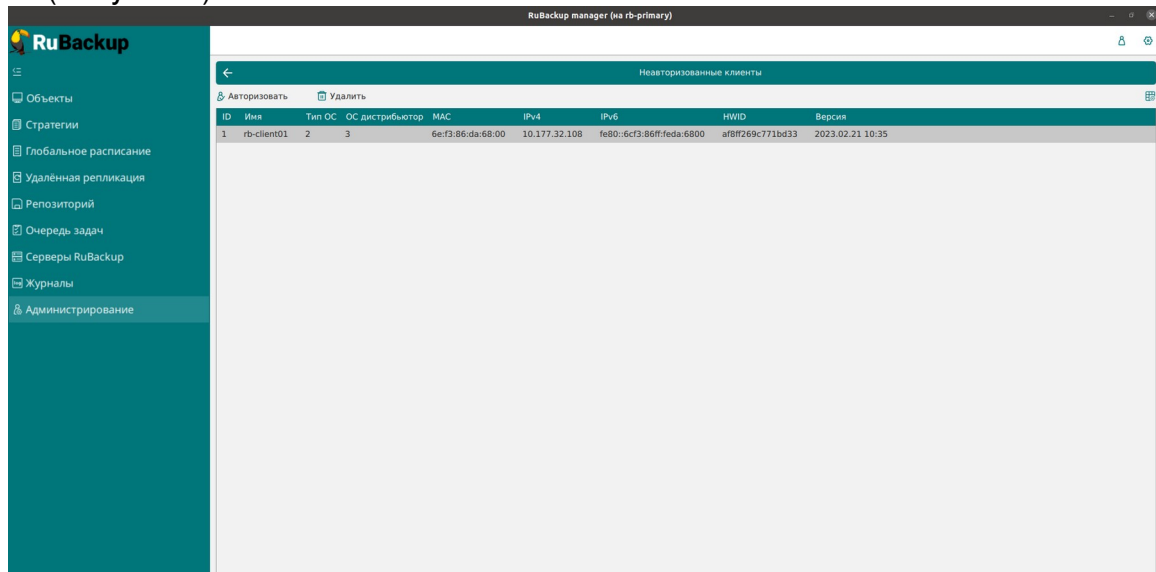 RuBackup manager (на rb-primary)
RuBackup
Неавторизованные клиенты
Авторизовать Удалить
ID Имя Тип ОС ОС дистрибьютор MAC IPv4 IPv6 HWID Версия
1 rb-client01 2 3 6e:f3:86:da:68:00 10.177.32.108 fe80::6cf3:86ff:feda:6800 af8ff269c771bd33 2023.02.21 10:35
Объекты
Стратегии
Глобальное расписание
Удалённая репликация
Репозиторий
Очередь задач
Серверы RuBackup
Журналы
Администрирование